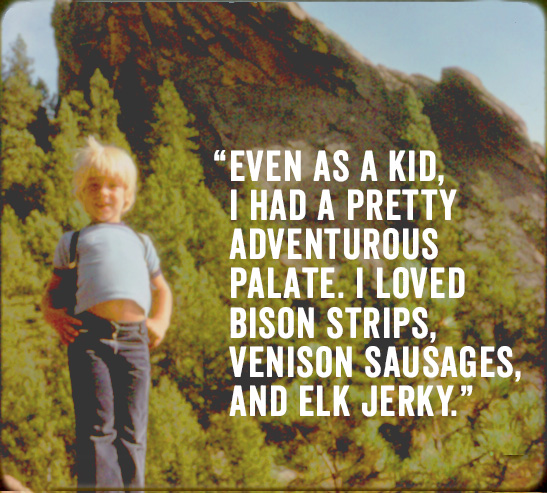 “EVEN AS A KID,
I HAD A PRETTY
ADVENTUROUS
PALATE. I LOVED
BISON STRIPS,
VENISON SAUSAGES,
AND ELK JERKY.”